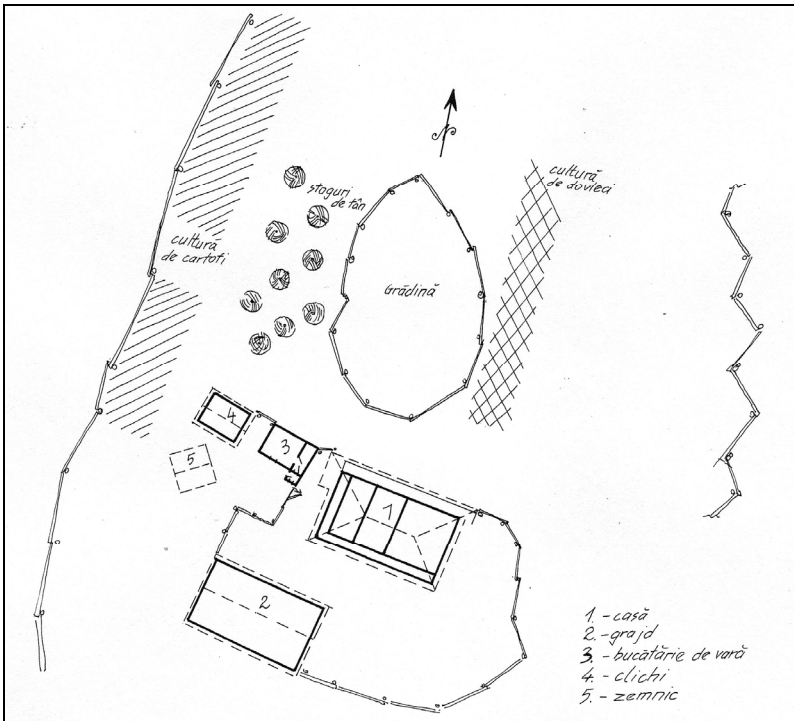 N
stoguri
de fân
cultură
de dovleci
cultură
de cartofi
Grădină
4
3
5
1
2
1. - casă
2. - grajd
3. - bucătărie de vară
4. - clichi
5. - zemnic